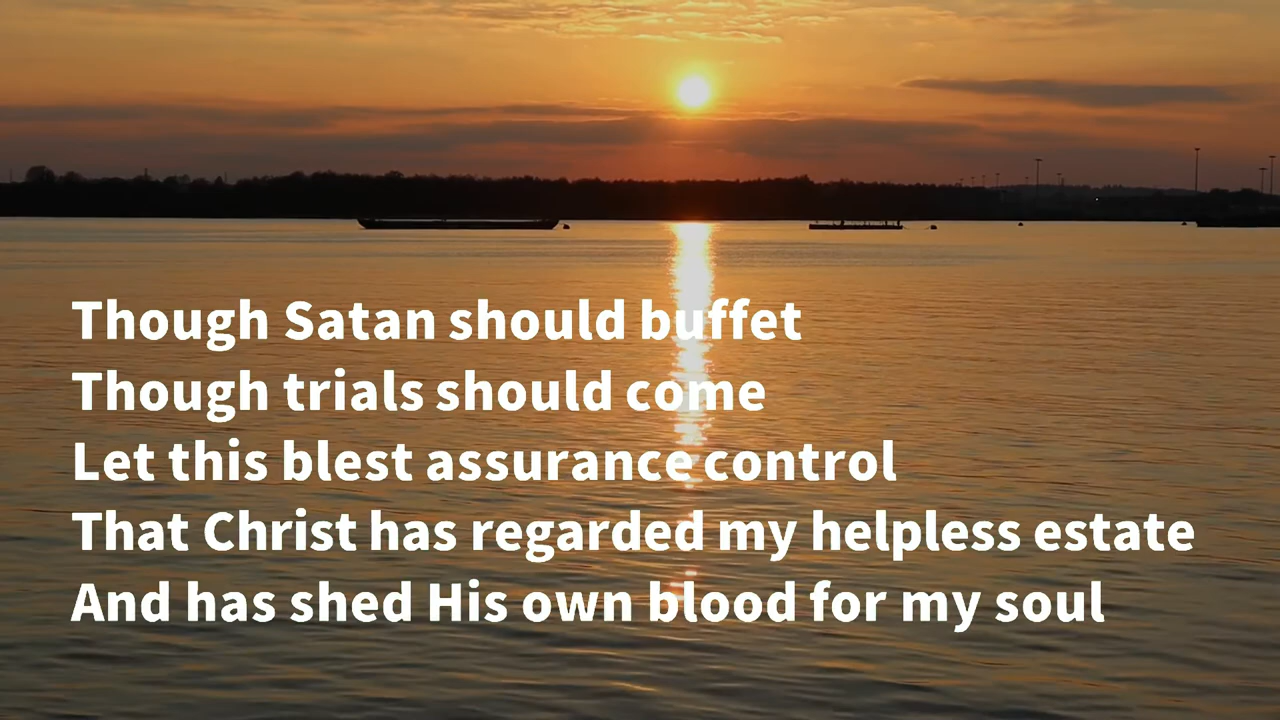 Though Satan should buffet
Though trials should come
Let this blest assurance control
That Christ has regarded my helpless estate
And has shed His own blood for my soul